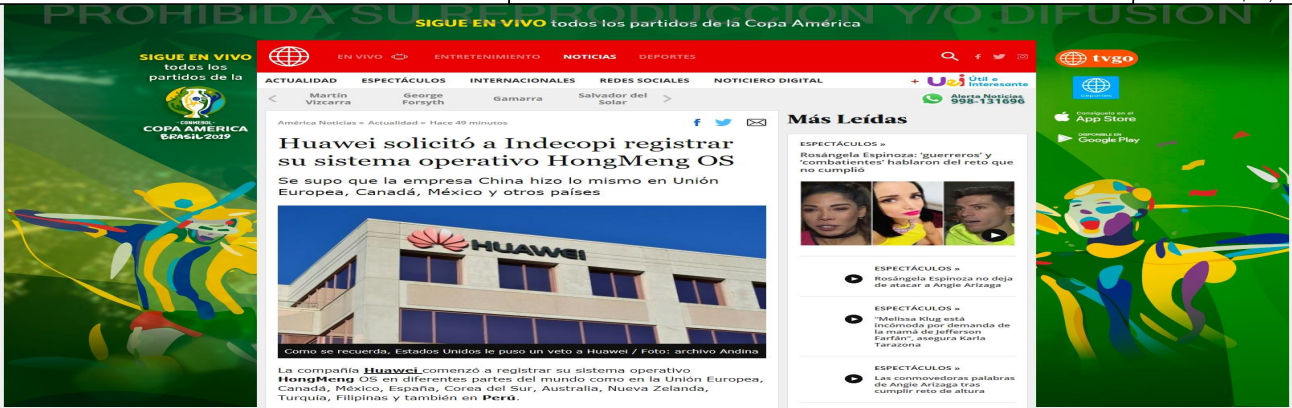 PROHIBIDA SU REPRODUCCION Y/O DIFUSION
SIGUE EN VIVO todos los partidos de la Copa América
SIGUE EN VIVO
todos los
partidos de la
CONMEBOL
COPA AMERICA
BRASIL 2019
EN VIVO
ENTRETENIMIENTO
NOTICIAS
DEPORTES
ACTUALIDAD
ESPECTÁCULOS
INTERNACIONALES
REDES SOCIALES
NOTICIERO DIGITAL
+ Uei Útil e
Interesante
< Martín
Vizcarra
George
Forsyth
Gamarra
Salvador del
Solar >
Alerta Noticias
998-131696
América Noticias » Actualidad » Hace 49 minutos
Huawei solicitó a Indecopi registrar
su sistema operativo HongMeng OS
Se supo que la empresa China hizo lo mismo en Unión
Europea, Canadá, México y otros países
HUAWEI
Como se recuerda, Estados Unidos le puso un veto a Huawei / Foto: archivo Andina
La compañía Huawei comenzó a registrar su sistema operativo
HongMeng OS en diferentes partes del mundo como en la Unión Europea,
Canadá, México, España, Corea del Sur, Australia, Nueva Zelanda,
Turquía, Filipinas y también en Perú.
Más Leídas
ESPECTÁCULOS »
Rosángela Espinoza: 'guerreros' y
'combatientes' hablaron del reto que
no cumplió
ESPECTÁCULOS »
Rosángela Espinoza no deja
de atacar a Angie Arizaga
ESPECTÁCULOS »
"Melissa Klug está
incómoda por demanda de
la mamá de Jefferson
Farfán", asegura Karla
Tarazona
ESPECTÁCULOS »
Las conmovedoras palabras
de Angie Arizaga tras
cumplir reto de altura
tvgo
deportes
Consíguelo en el
App Store
DISPONIBLE EN
Google Play